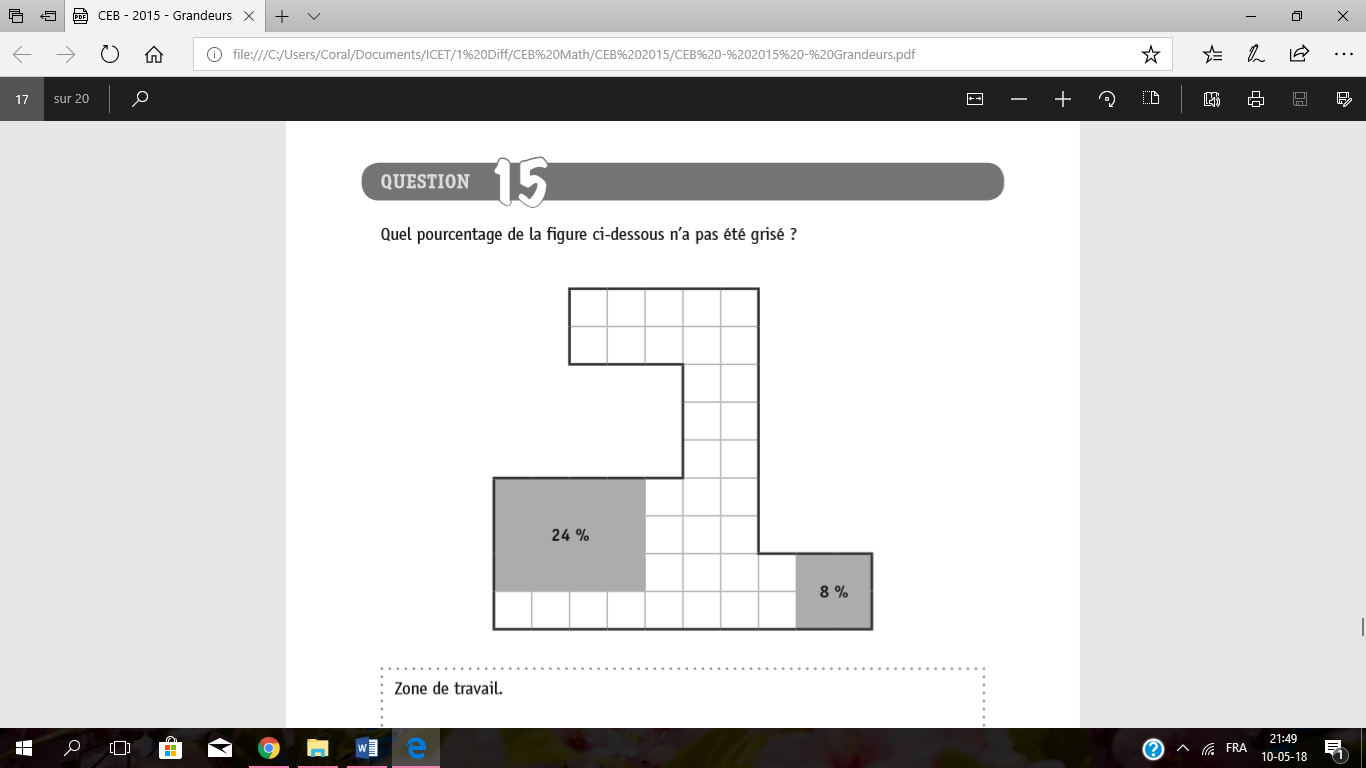 CEB - 2015 - Grandeurs
file:///C:/Users/Coral/Documents/ICET/1%20Diff/CEB%20Math/CEB%202015/CEB%20-%202015%20-%20Grandeurs.pdf
17 sur 20
QUESTION 15
Quel pourcentage de la figure ci-dessous n'a pas été grisé ?
24 %
8 %
Zone de travail.
FRA
21:49
10-05-18
1